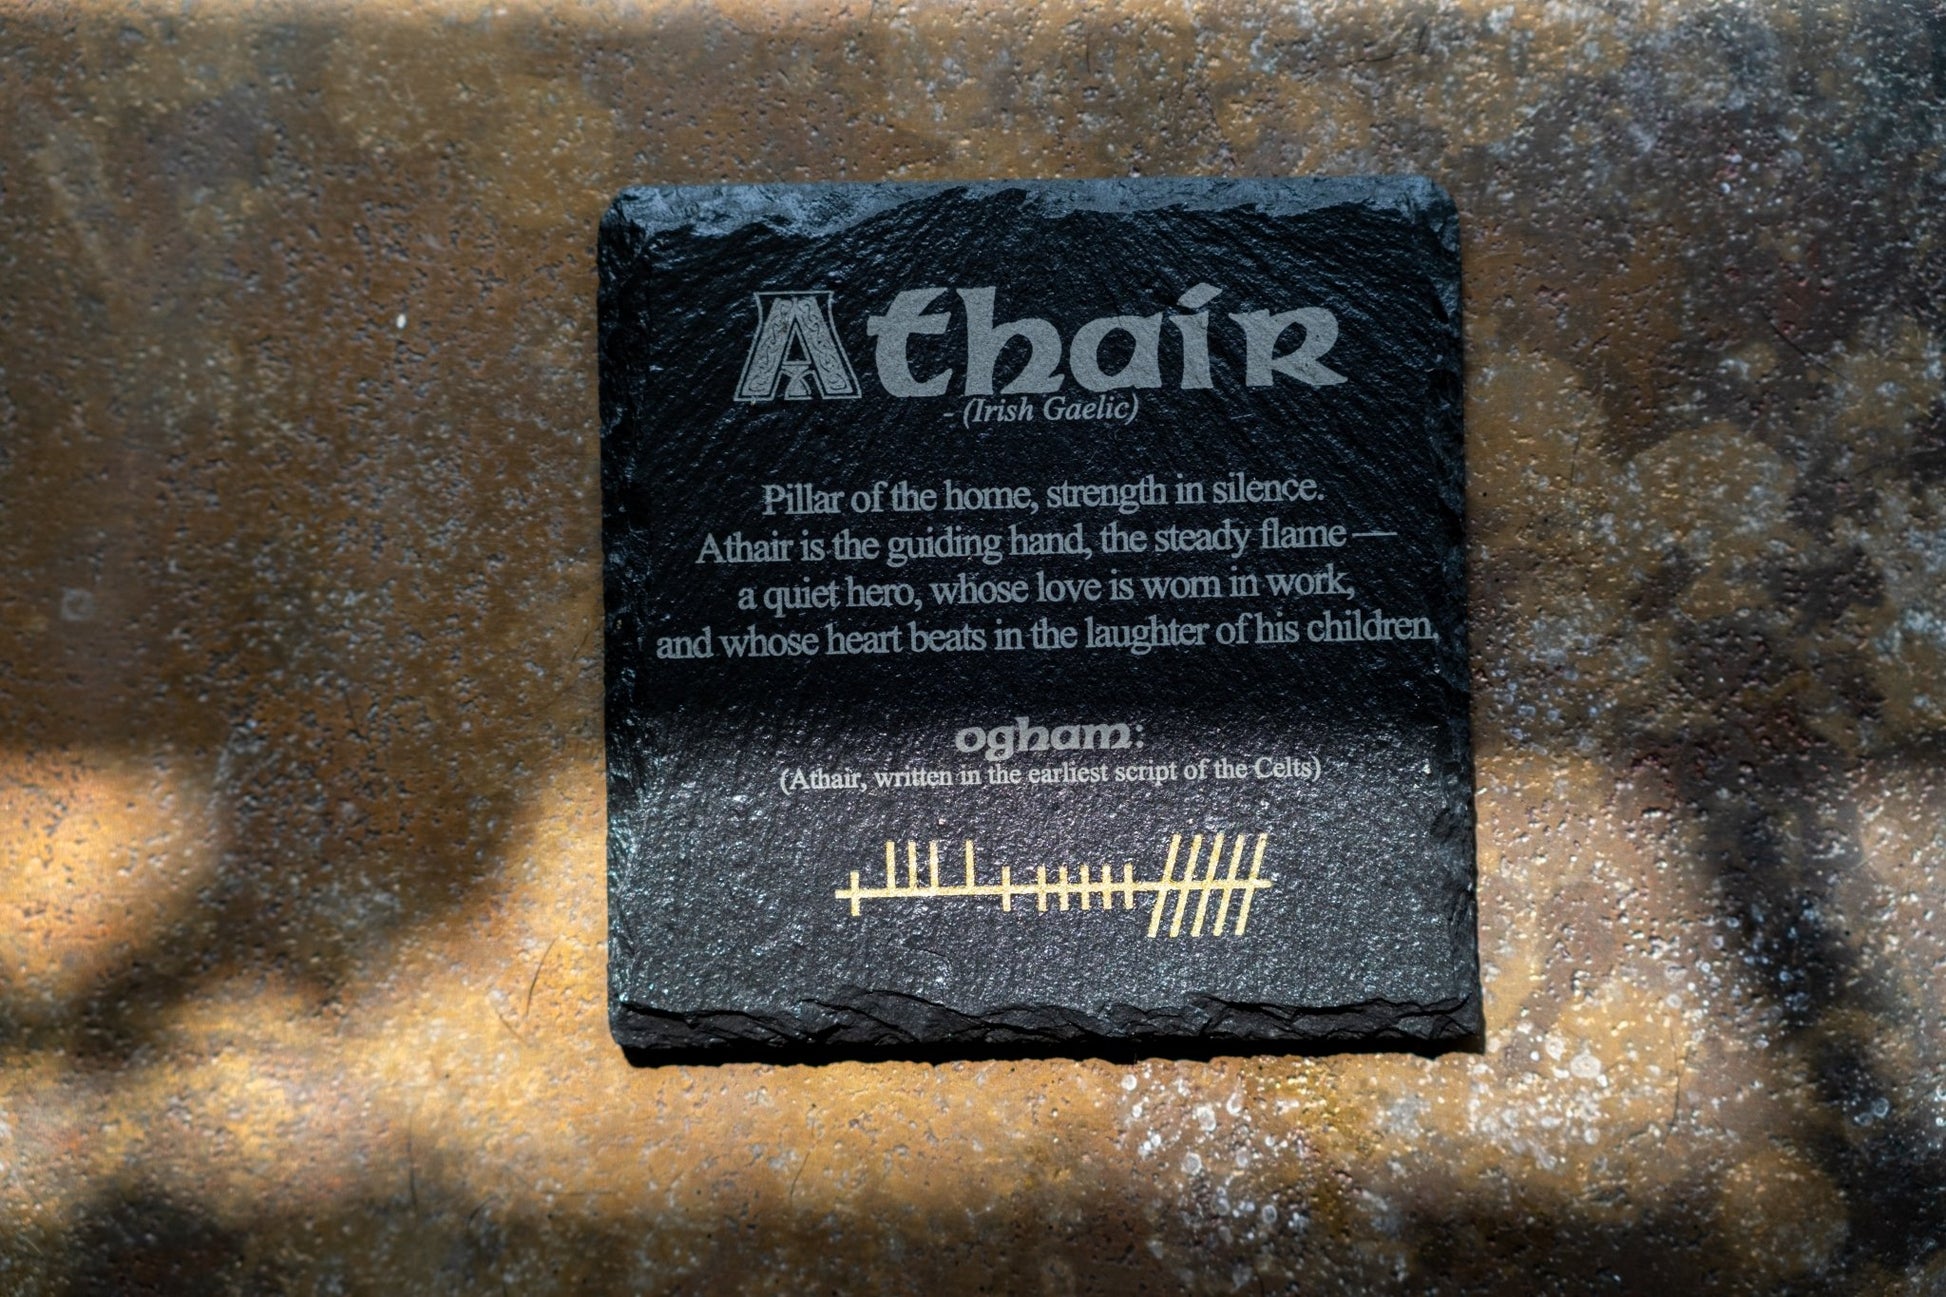 Athair
- (Irish Gaelic)
Pillar of the home, strength in silence.
Athair is the guiding hand, the steady flame —
a quiet hero, whose love is worn in work,
and whose heart beats in the laughter of his children.
ogham:
(Athair, written in the earliest script of the Celts)
ᚐᚈᚆᚐᚔᚏ